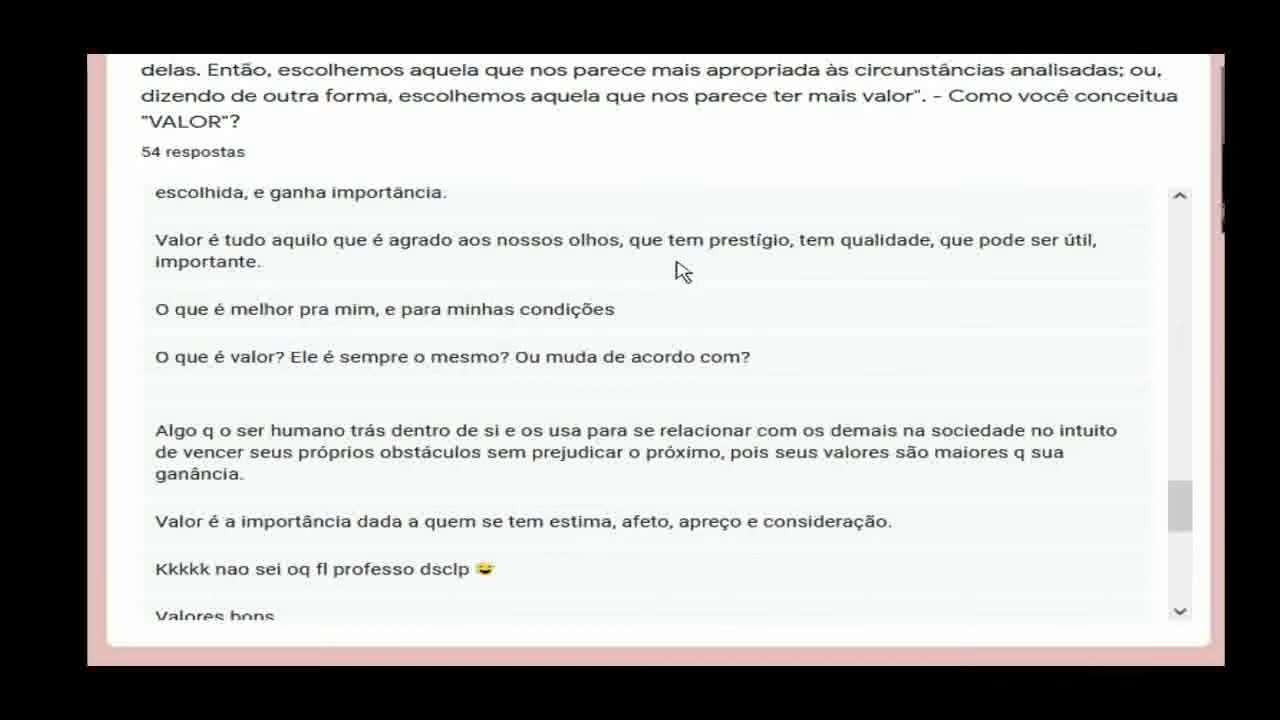 delas. Então, escolhemos aquela que nos parece mais apropriada às circunstâncias analisadas; ou,
dizendo de outra forma, escolhemos aquela que nos parece ter mais valor". - Como você conceitua
"VALOR"?
54 respostas
escolhida, e ganha importância.
Valor é tudo aquilo que é agrado aos nossos olhos, que tem prestígio, tem qualidade, que pode ser útil,
importante.
O que é melhor pra mim, e para minhas condições
O que é valor? Ele é sempre o mesmo? Ou muda de acordo com?
Algo q o ser humano trás dentro de si e os usa para se relacionar com os demais na sociedade no intuito
de vencer seus próprios obstáculos sem prejudicar o próximo, pois seus valores são maiores q sua
ganância.
Valor é a importância dada a quem se tem estima, afeto, apreço e consideração.
Kkkkk nao sei oq fl professo dsclp 😅
Valores bons